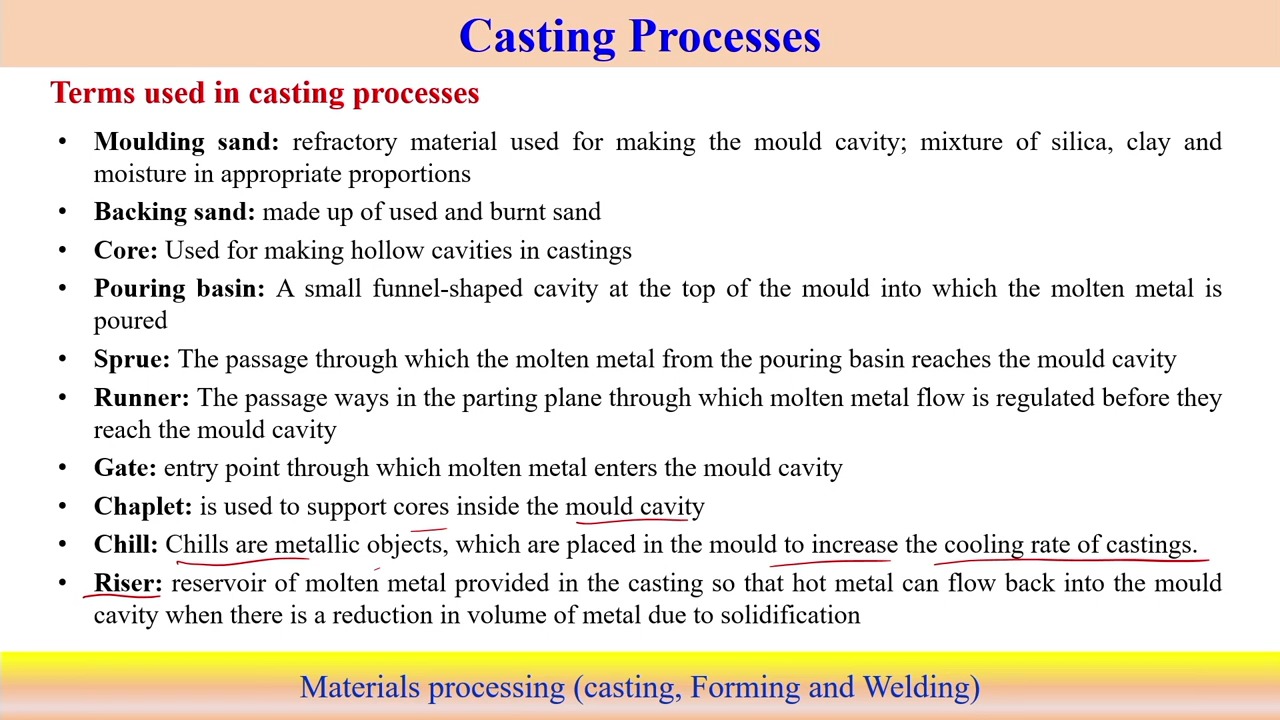 Casting Processes
Terms used in casting processes
• Moulding sand: refractory material used for making the mould cavity; mixture of silica, clay and
moisture in appropriate proportions
• Backing sand: made up of used and burnt sand
• Core: Used for making hollow cavities in castings
• Pouring basin: A small funnel-shaped cavity at the top of the mould into which the molten metal is
poured
• Sprue: The passage through which the molten metal from the pouring basin reaches the mould cavity
• Runner: The passage ways in the parting plane through which molten metal flow is regulated before they
reach the mould cavity
• Gate: entry point through which molten metal enters the mould cavity
• Chaplet: is used to support cores inside the mould cavity
• Chill: Chills are metallic objects, which are placed in the mould to increase the cooling rate of castings.
• Riser: reservoir of molten metal provided in the casting so that hot metal can flow back into the mould
cavity when there is a reduction in volume of metal due to solidification
Materials processing (casting, Forming and Welding)